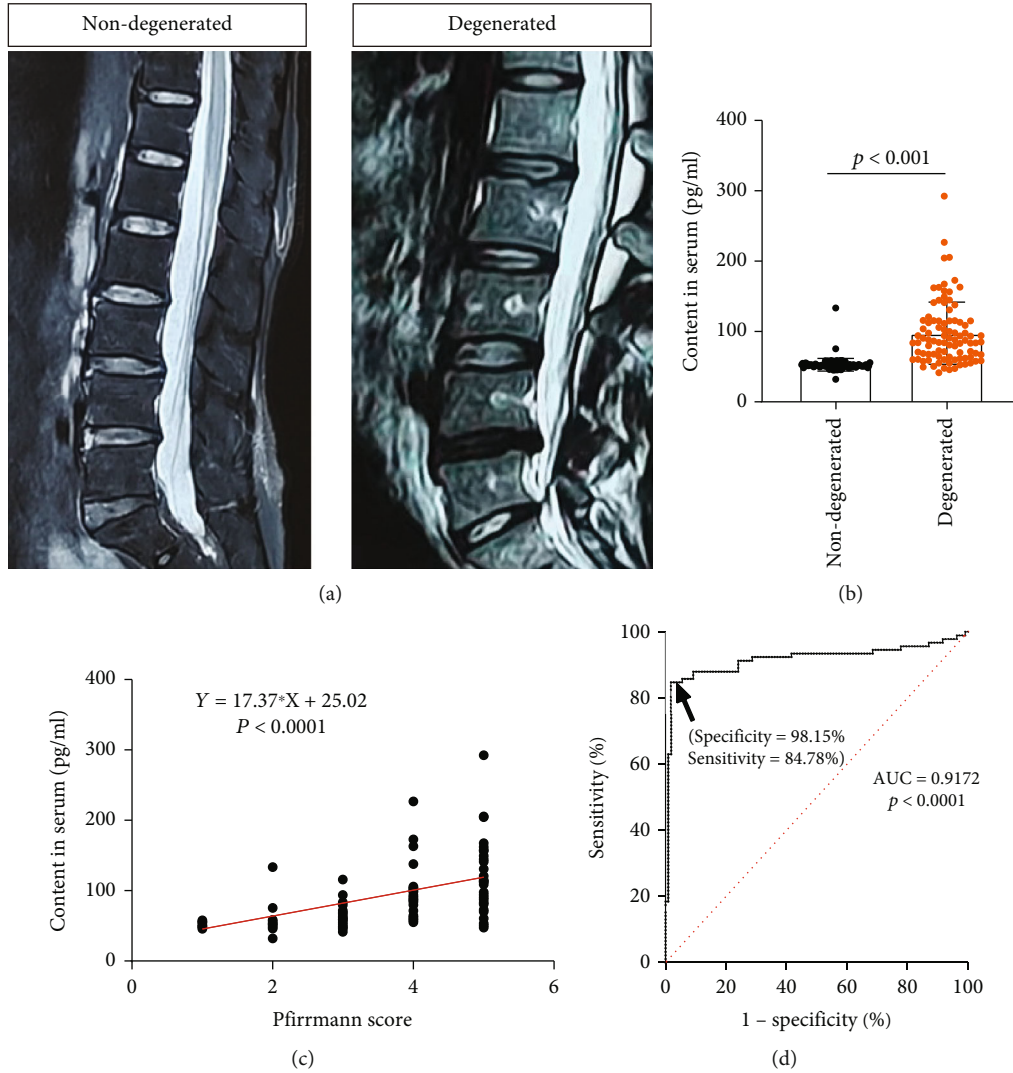 Non-degenerated
Degenerated
(a)
Content in serum (pg/ml)
400
300
200
100
0
p < 0.001
Non-degenerated
Degenerated
(b)
Content in serum (pg/ml)
400
300
200
100
0
Y = 17.37*X + 25.02
P < 0.0001
0
2
4
6
Pfirrmann score
(c)
Sensitivity (%)
100
80
60
40
20
0
(Specificity = 98.15%
Sensitivity = 84.78%)
AUC = 0.9172
p < 0.0001
0
20
40
60
80
100
1 – specificity (%)
(d)